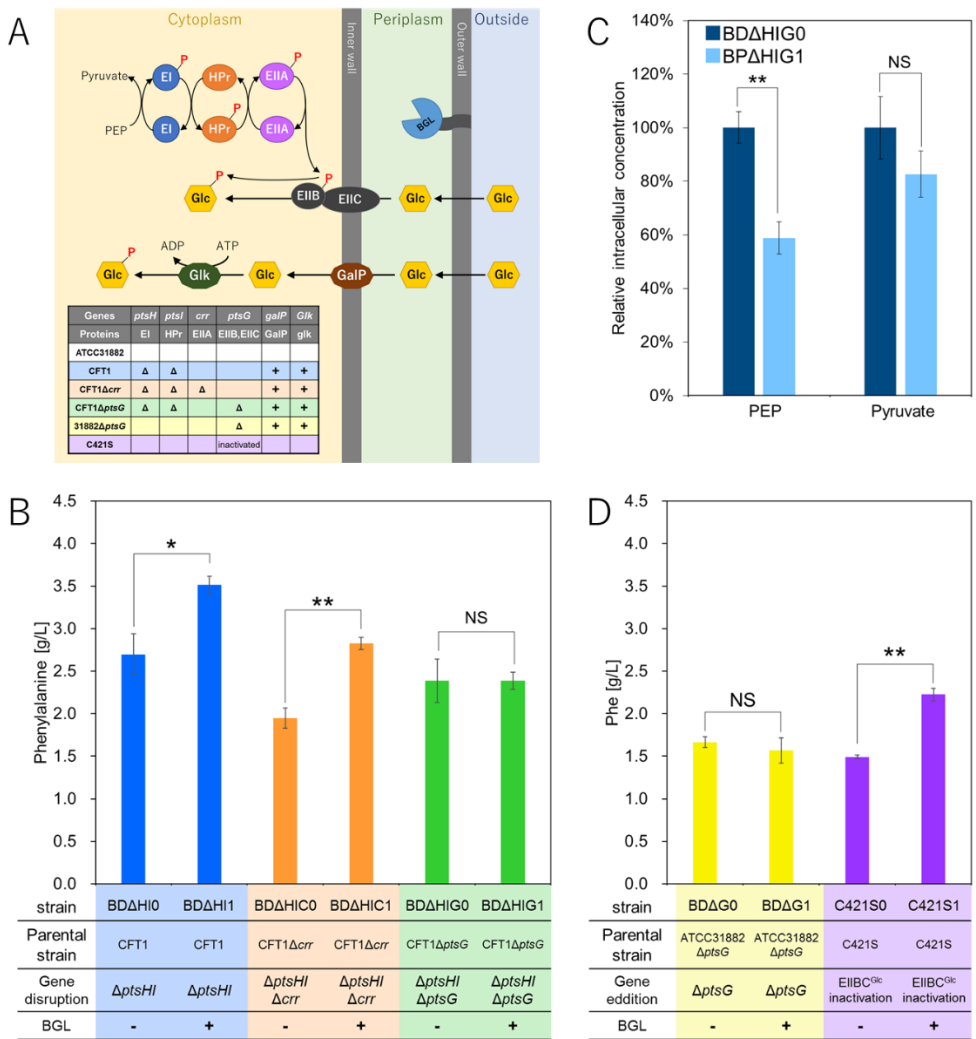 A
Cytoplasm
Periplasm
Outside
Inner wall
Outer wall
P
P
Pyruvate
EI
HPr
EIIA
P
PEP
EI
HPr
EIIA
BGL
P
P
Glc
EIIB
EIIC
Glc
Glc
ADP
ATP
P
Glc
Glk
Glc
GalP
Glc
Glc
Genes ptsH ptsI crr ptsG galP Glk
Proteins EI HPr EIIA EIIB,EIIC GalP glk
ATCC31882
CFT1 Δ Δ + +
CFT1Δcrr Δ Δ Δ + +
CFT1ΔptsG Δ Δ Δ + +
31882ΔptsG Δ + +
C421S inactivated
C
Relative intracellular concentration
140%
120%
100%
80%
60%
40%
20%
0%
BDΔHIG0
BPΔHIG1
**
NS
PEP
Pyruvate
B
Phenylalanine [g/L]
4.5
4.0
3.5
3.0
2.5
2.0
1.5
1.0
0.5
0.0
*
**
NS
strain BDΔHI0 BDΔHI1 BDΔHIC0 BDΔHIC1 BDΔHIG0 BDΔHIG1
Parental CFT1 CFT1 CFT1Δcrr CFT1Δcrr CFT1ΔptsG CFT1ΔptsG
strain
Gene ΔptsHI ΔptsHI ΔptsHI ΔptsHI ΔptsHI ΔptsHI
disruption Δcrr Δcrr ΔptsG ΔptsG
BGL - + - + - +
D
Phe [g/L]
4.5
4.0
3.5
3.0
2.5
2.0
1.5
1.0
0.5
0.0
NS
**
strain BDΔG0 BDΔG1 C421S0 C421S1
Parental ATCC31882 ATCC31882 C421S C421S
strain ΔptsG ΔptsG
Gene ΔptsG ΔptsG EIIBCGlc EIIBCGlc
eddition inactivation inactivation
BGL - + - +